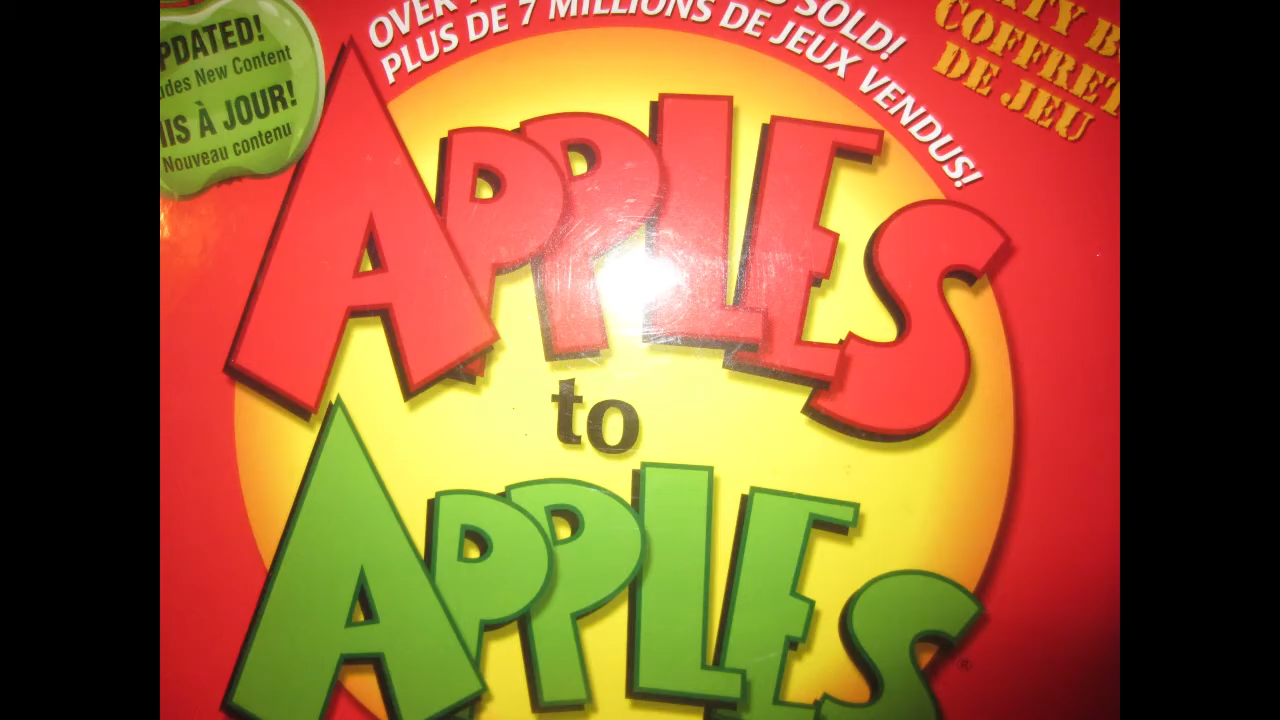 PDATED!
des New Content
IS À JOUR!
Nouveau contenu
OVER SOLD!
PLUS DE 7 MILLIONS DE JEUX VENDUS!
COFFRET
DE JEU
APPLES
to
APPLES
®